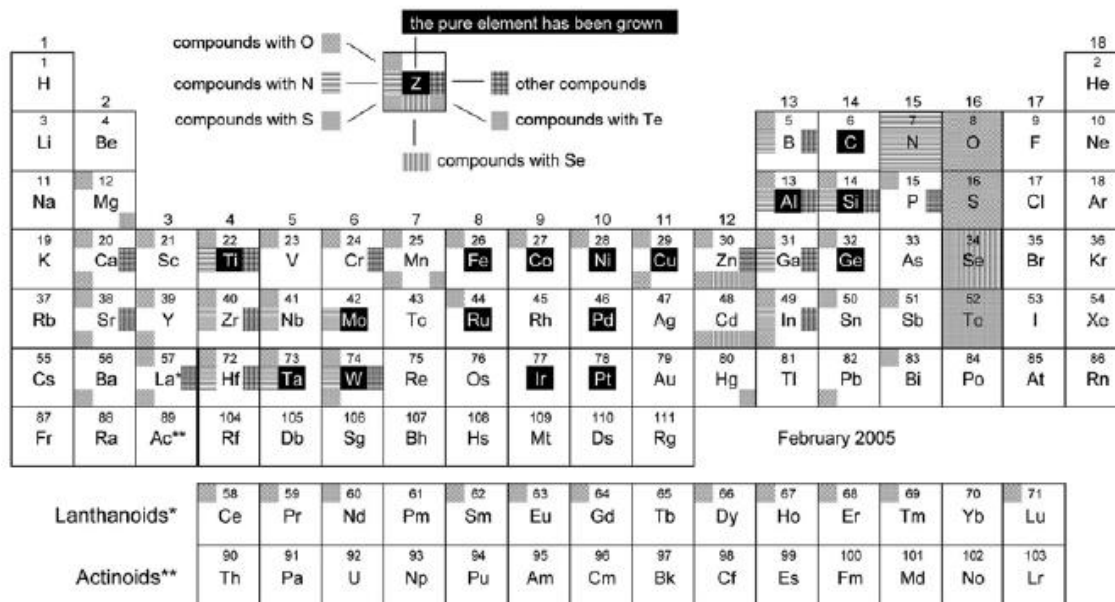 the pure element has been grown
compounds with O
compounds with N
Z
other compounds
compounds with S
compounds with Te
compounds with Se
1 18
1 2
H 2 13 14 15 16 17 He
3 4 5 6 7 8 9 10
Li Be B C N O F Ne
11 12 13 14 15 16 17 18
Na Mg 3 4 5 6 7 8 9 10 11 12 Al Si P S Cl Ar
19 20 21 22 23 24 25 26 27 28 29 30 31 32 33 34 35 36
K Ca Sc Ti V Cr Mn Fe Co Ni Cu Zn Ga Ge As Se Br Kr
37 38 39 40 41 42 43 44 45 46 47 48 49 50 51 52 53 54
Rb Sr Y Zr Nb Mo Tc Ru Rh Pd Ag Cd In Sn Sb Te I Xe
55 56 57 72 73 74 75 76 77 78 79 80 81 82 83 84 85 86
Cs Ba La* Hf Ta W Re Os Ir Pt Au Hg Tl Pb Bi Po At Rn
87 88 89 104 105 106 107 108 109 110 111
Fr Ra Ac** Rf Db Sg Bh Hs Mt Ds Rg February 2005
58 59 60 61 62 63 64 65 66 67 68 69 70 71
Lanthanoids* Ce Pr Nd Pm Sm Eu Gd Tb Dy Ho Er Tm Yb Lu
90 91 92 93 94 95 96 97 98 99 100 101 102 103
Actinoids** Th Pa U Np Pu Am Cm Bk Cf Es Fm Md No Lr